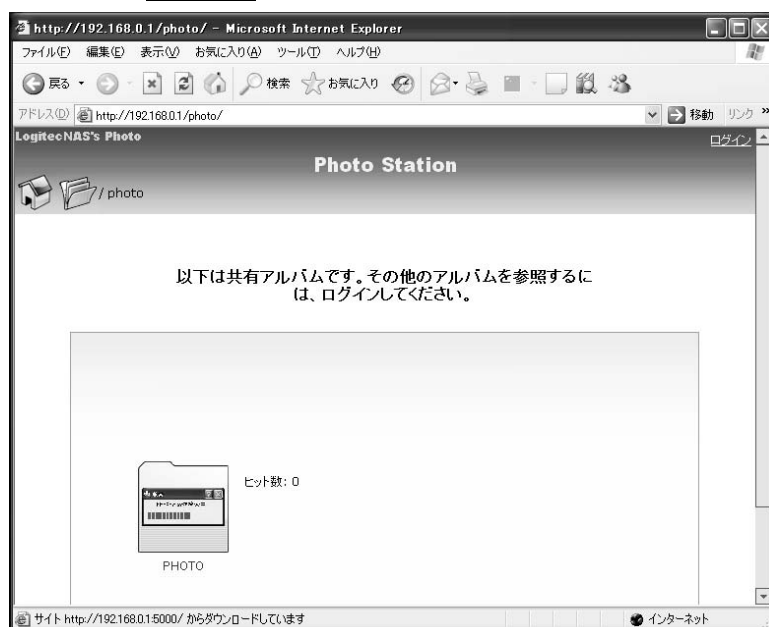 http://192.168.0.1/photo/ - Microsoft Internet Explorer
ファイル(F) 編集(E) 表示(V) お気に入り(A) ツール(T) ヘルプ(H)
戻る 検索 お気に入り
アドレス(D) http://192.168.0.1/photo/ 移動 リンク »
LogitecNAS's Photo ログイン
Photo Station
/ photo
以下は共有アルバムです。その他のアルバムを参照するに
は、ログインしてください。
ヒット数: 0
PHOTO
サイト http://192.168.0.1:5000/ からダウンロードしています インターネット